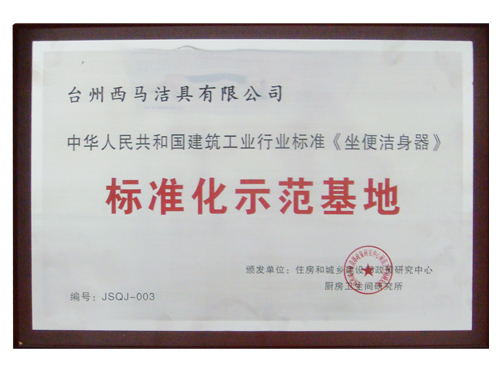 台州西马洁具有限公司
中华人民共和国建筑工业行业标准《坐便洁身器》
标准化示范基地
颁发单位：住房和城乡建设部政策研究中心
厨房卫生间研究所
编号：JSQJ-003